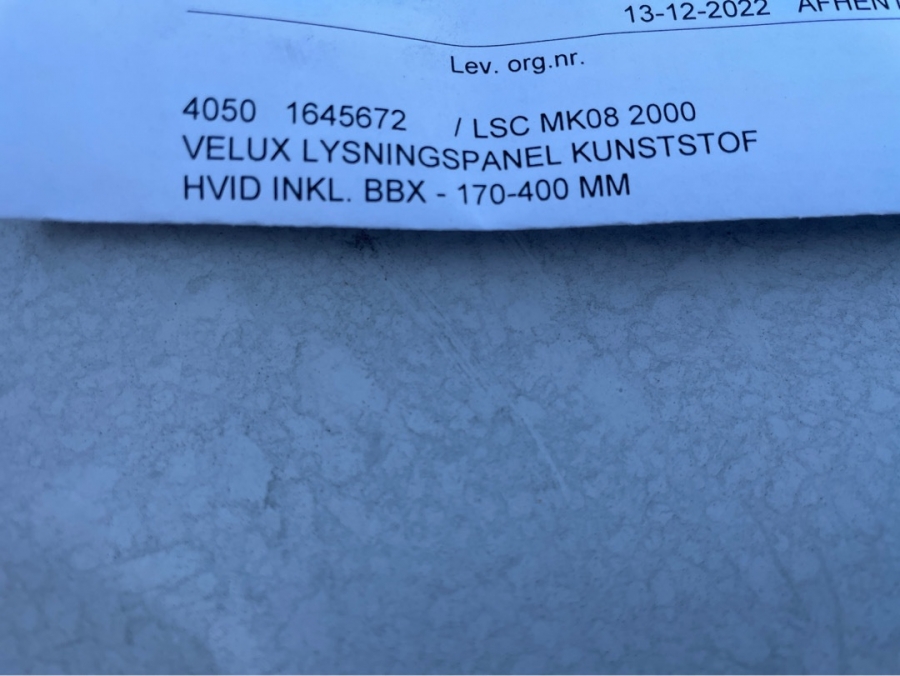 13-12-2022
Lev. org.nr.
4050 1645672 / LSC MK08 2000
VELUX LYSNINGSPANEL KUNSTSTOF
HVID INKL. BBX - 170-400 MM